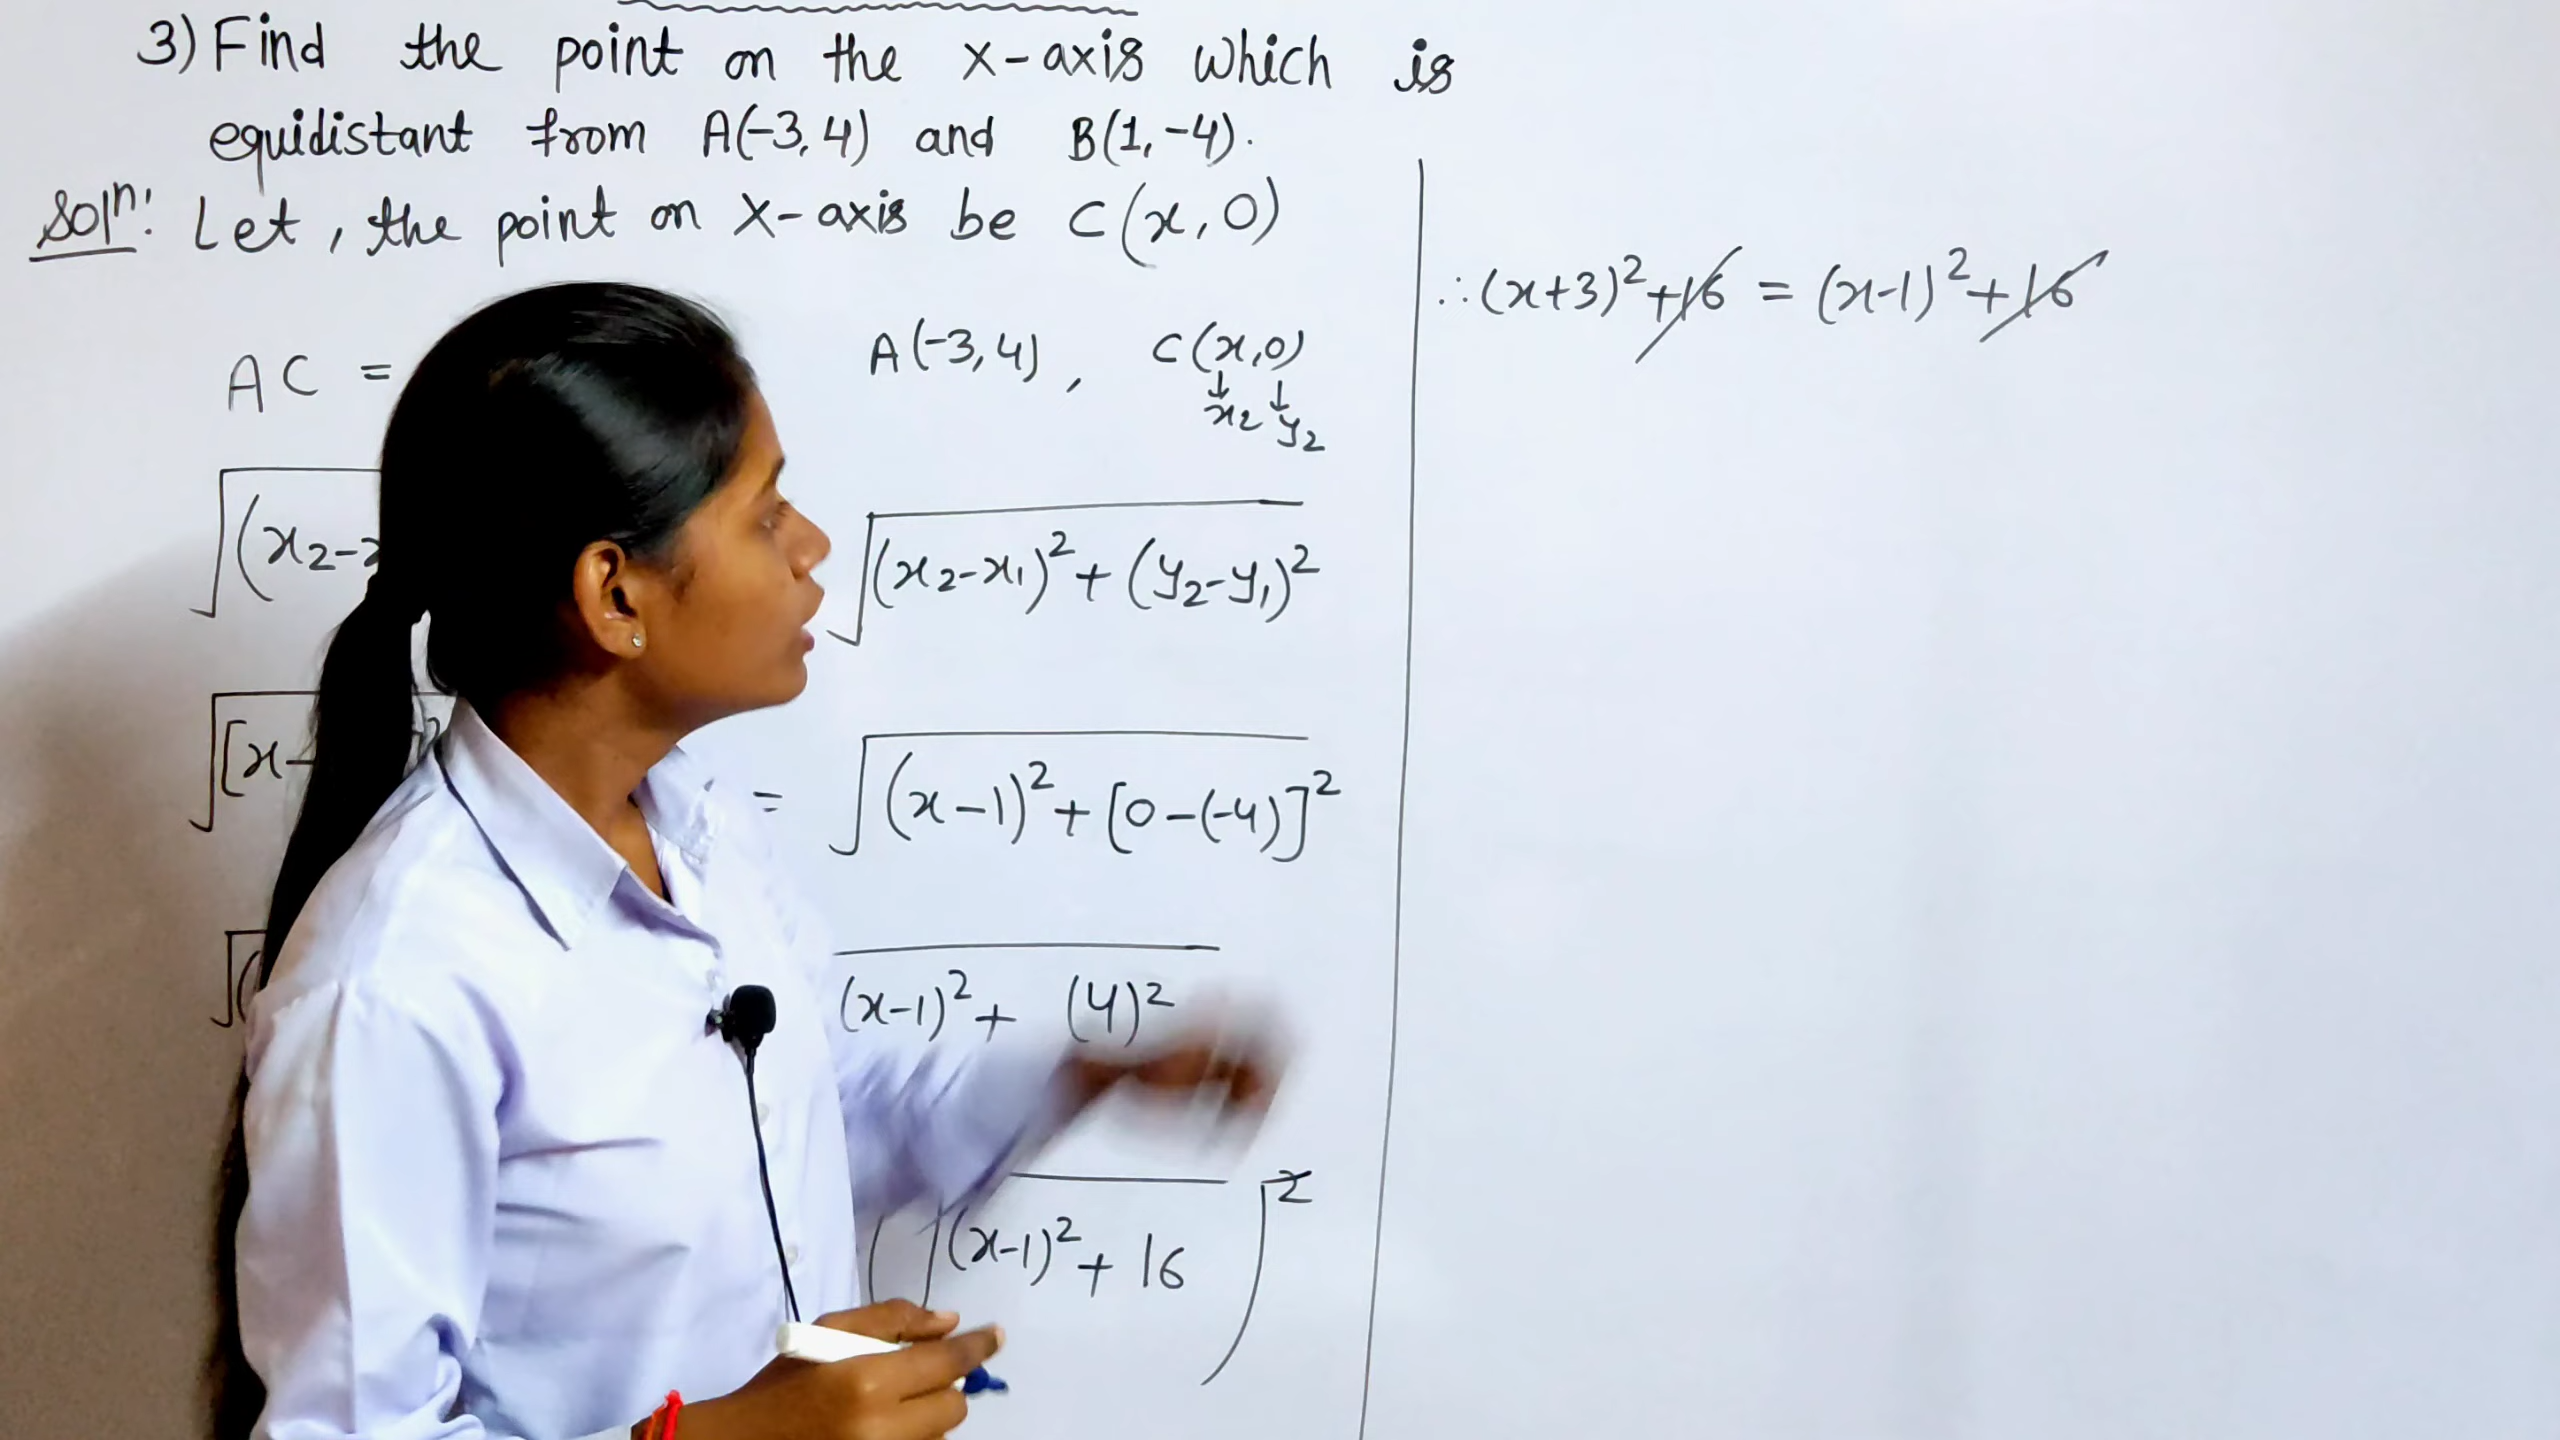 3) Find the point on the x-axis which is
equidistant from A(-3, 4) and B(1, -4).
Solⁿ: Let, the point on X-axis be C(x, 0)
AC =
√(x₂-
√[x-
√(
A(-3, 4), C(x, 0)
↓ ↓
x₂ y₂
√(x₂-x₁)² + (y₂-y₁)²
= √(x-1)² + [0-(-4)]²
(x-1)² + (4)²
(√(x-1)² + 16)²
∴ (x+3)² + 16 = (x-1)² + 16